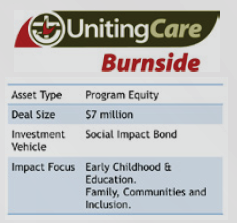 UnitingCare
Burnside
Asset Type Program Equity
Deal Size $7 million
Investment Social Impact Bond
Vehicle
Impact Focus Early Childhood &
Education.
Family, Communities and
Inclusion.